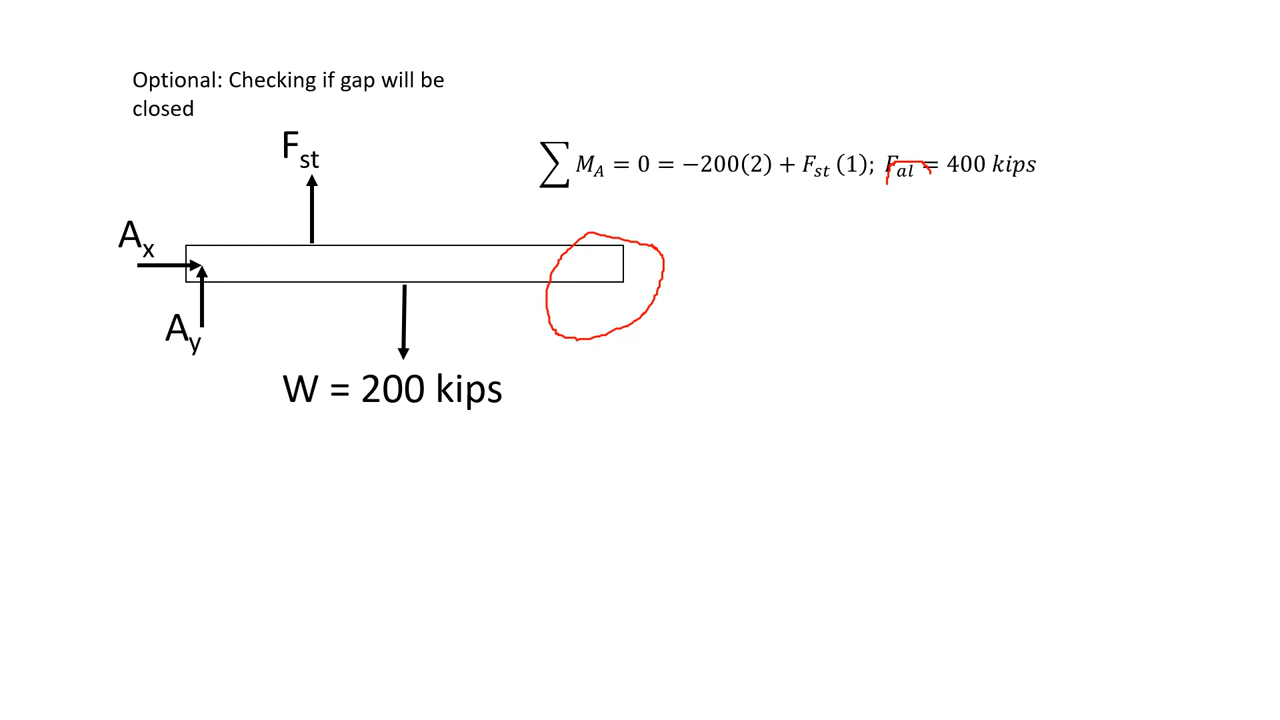 Optional: Checking if gap will be
closed
F_st
∑ M_A = 0 = −200(2) + F_st (1); F_al = 400 kips
A_x
A_y
W = 200 kips